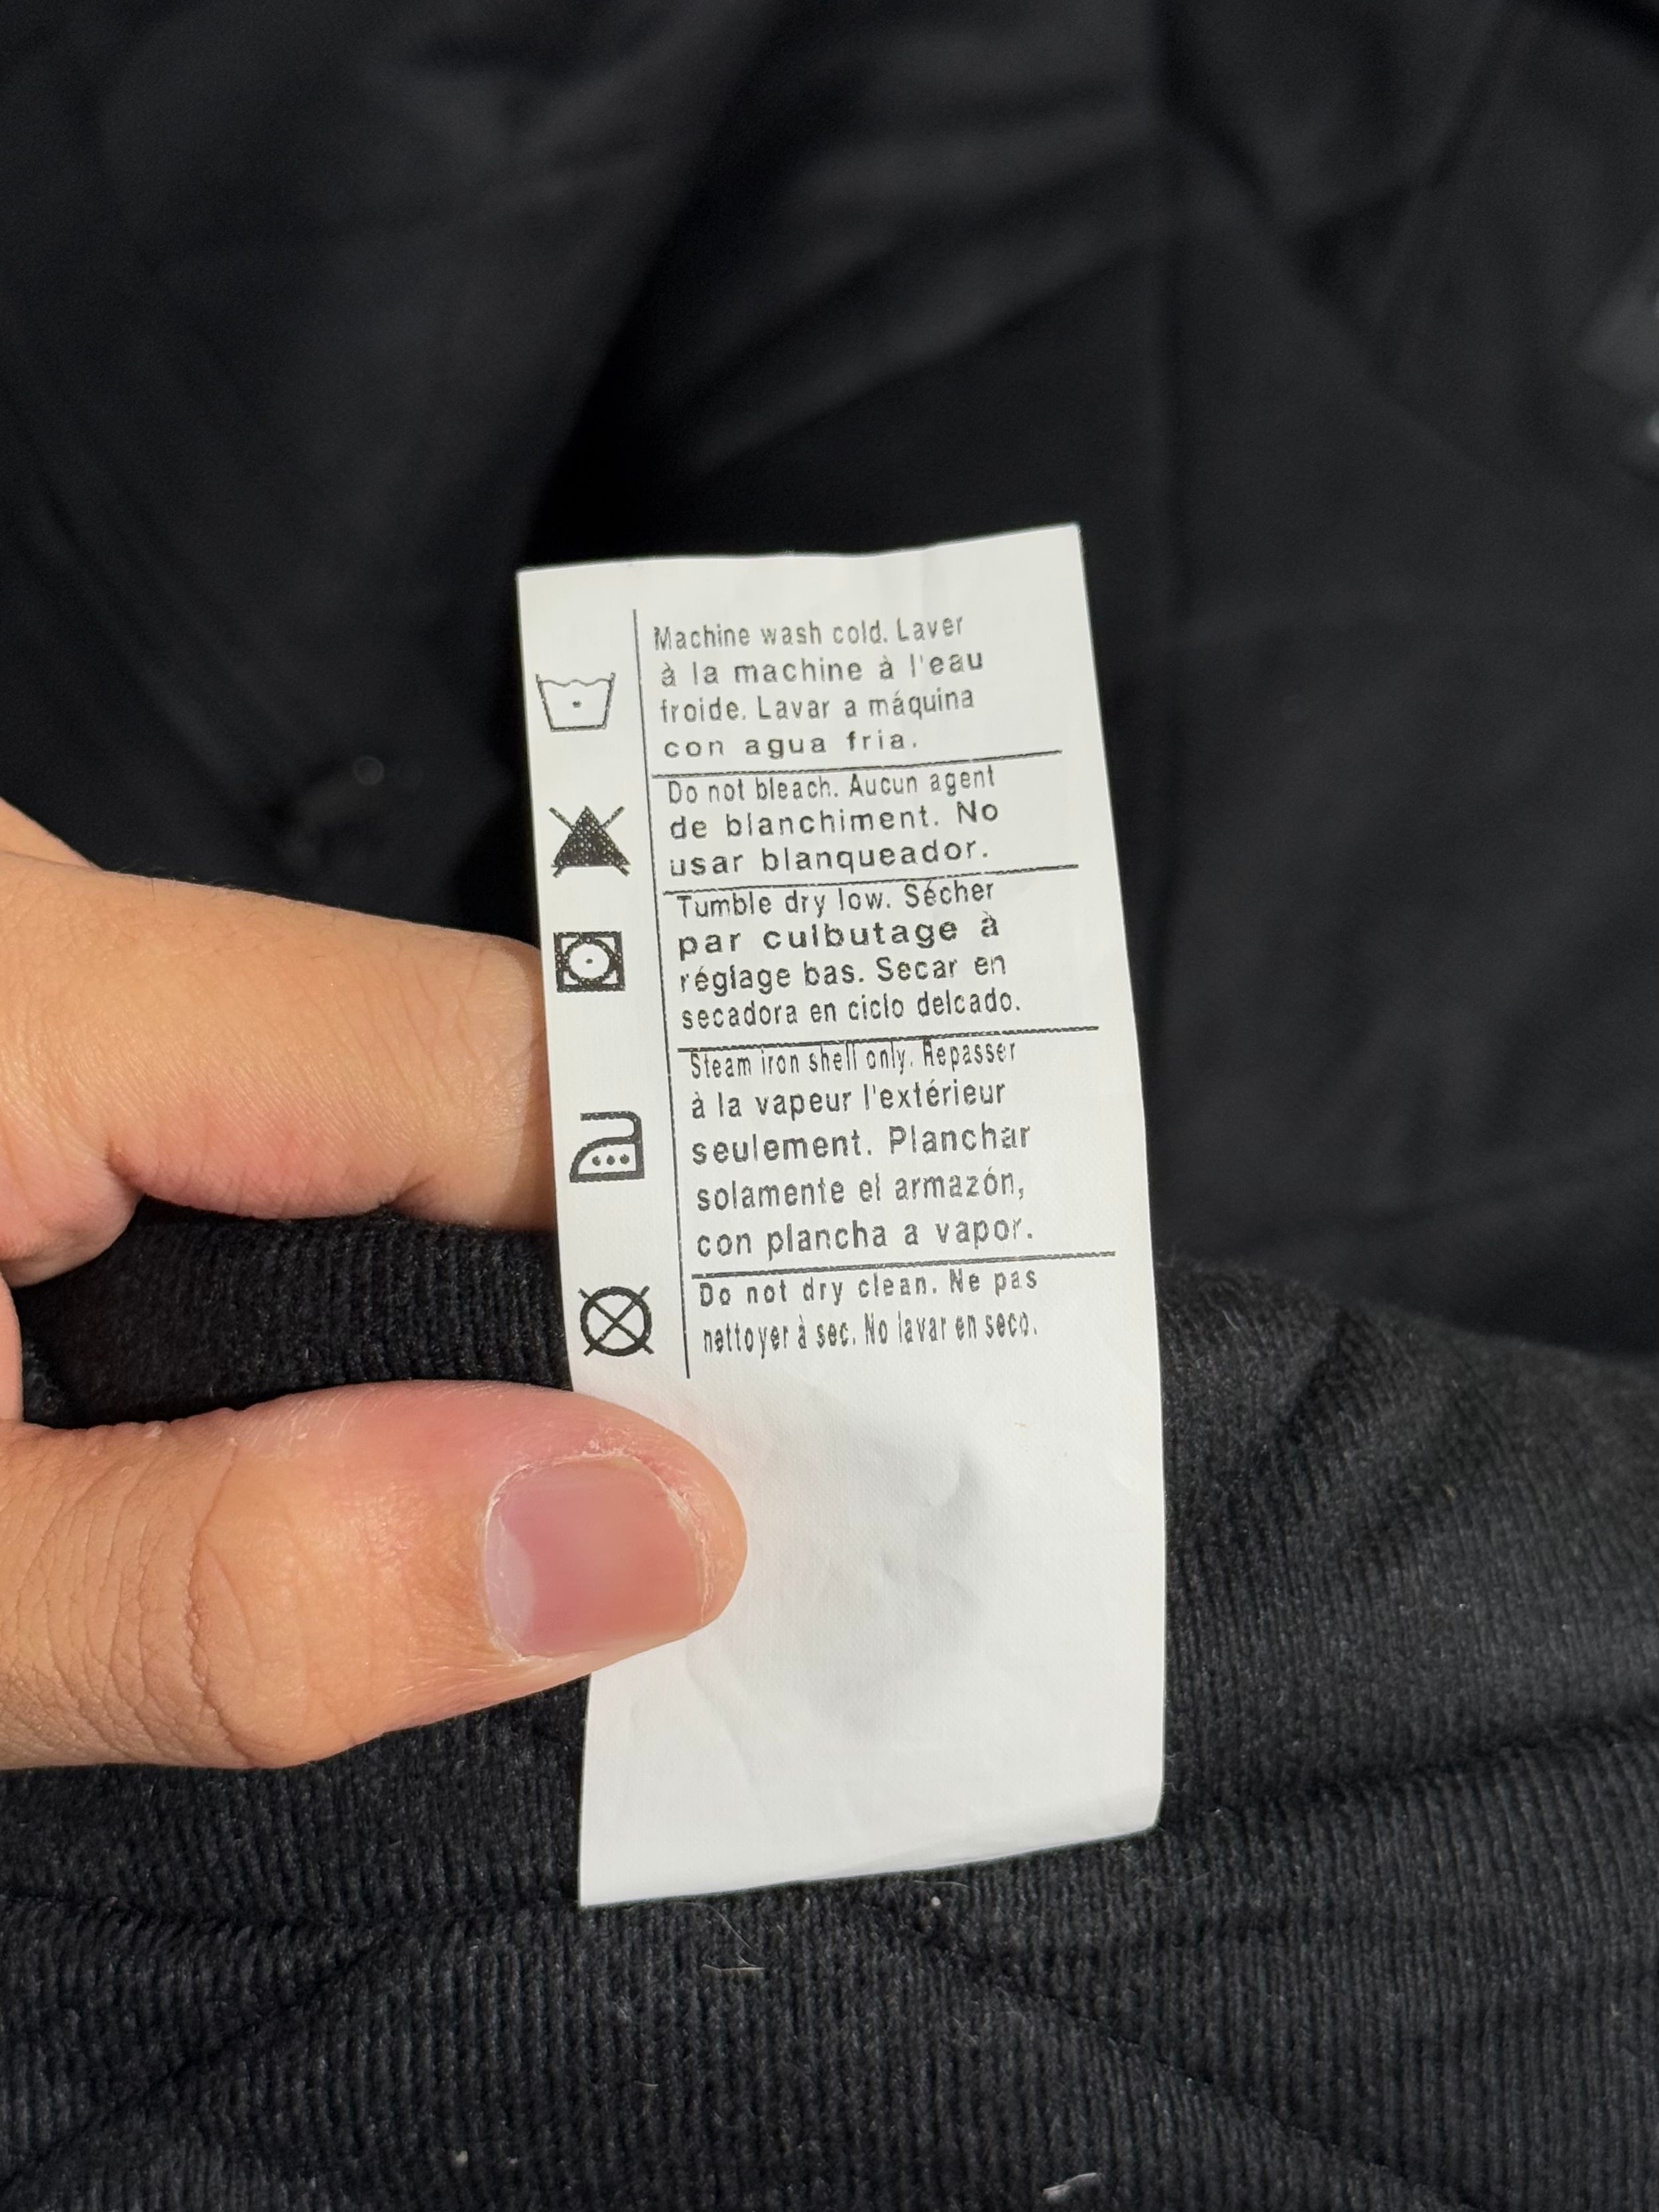 Machine wash cold. Laver
à la machine à l'eau
froide. Lavar a máquina
con agua fria.
Do not bleach. Aucun agent
de blanchiment. No
usar blanqueador.
Tumble dry low. Sécher
par culbutage à
réglage bas. Secar en
secadora en ciclo delcado.
Steam iron shell only. Repasser
à la vapeur l'extérieur
seulement. Planchar
solamente el armazón,
con plancha a vapor.
Do not dry clean. Ne pas
nettoyer à sec. No lavar en seco.